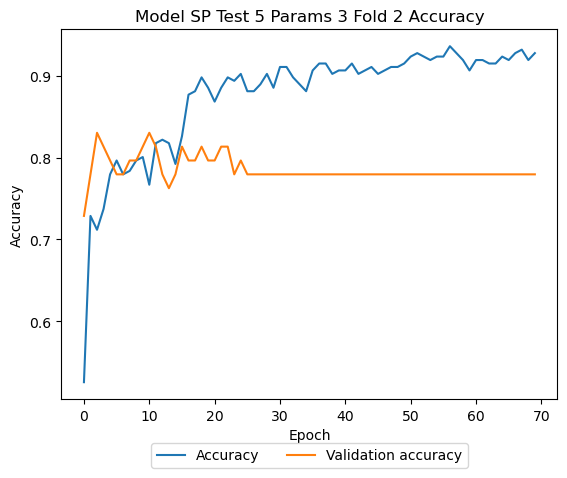 Model SP Test 5 Params 3 Fold 2 Accuracy
Accuracy
0.9
0.8
0.7
0.6
0 10 20 30 40 50 60 70
Epoch
Accuracy Validation accuracy